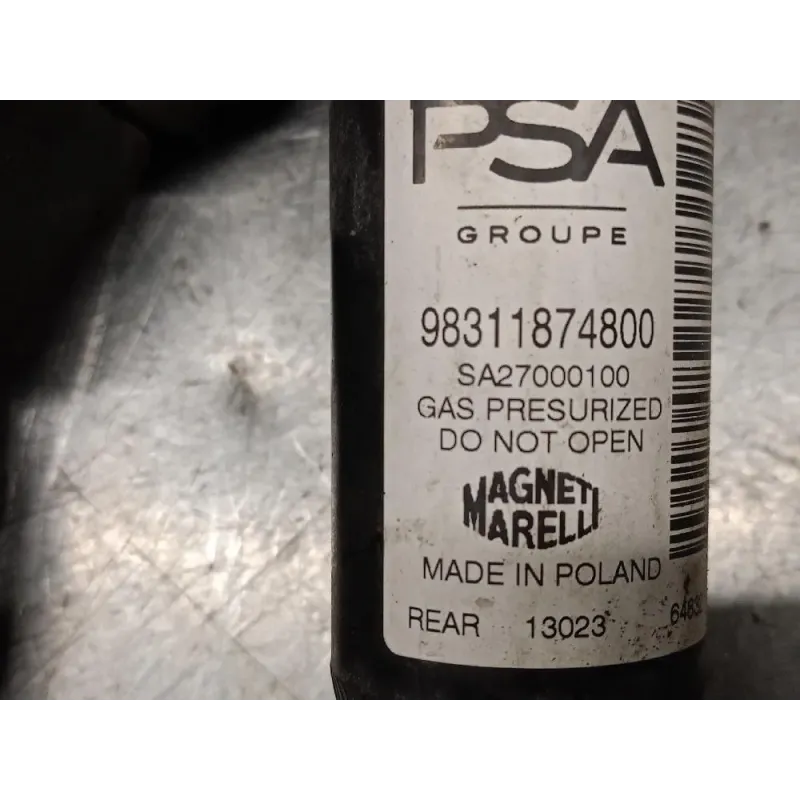 PSA
GROUPE
98311874800
SA27000100
GAS PRESURIZED
DO NOT OPEN
MAGNETI
MARELLI
MADE IN POLAND
REAR 13023